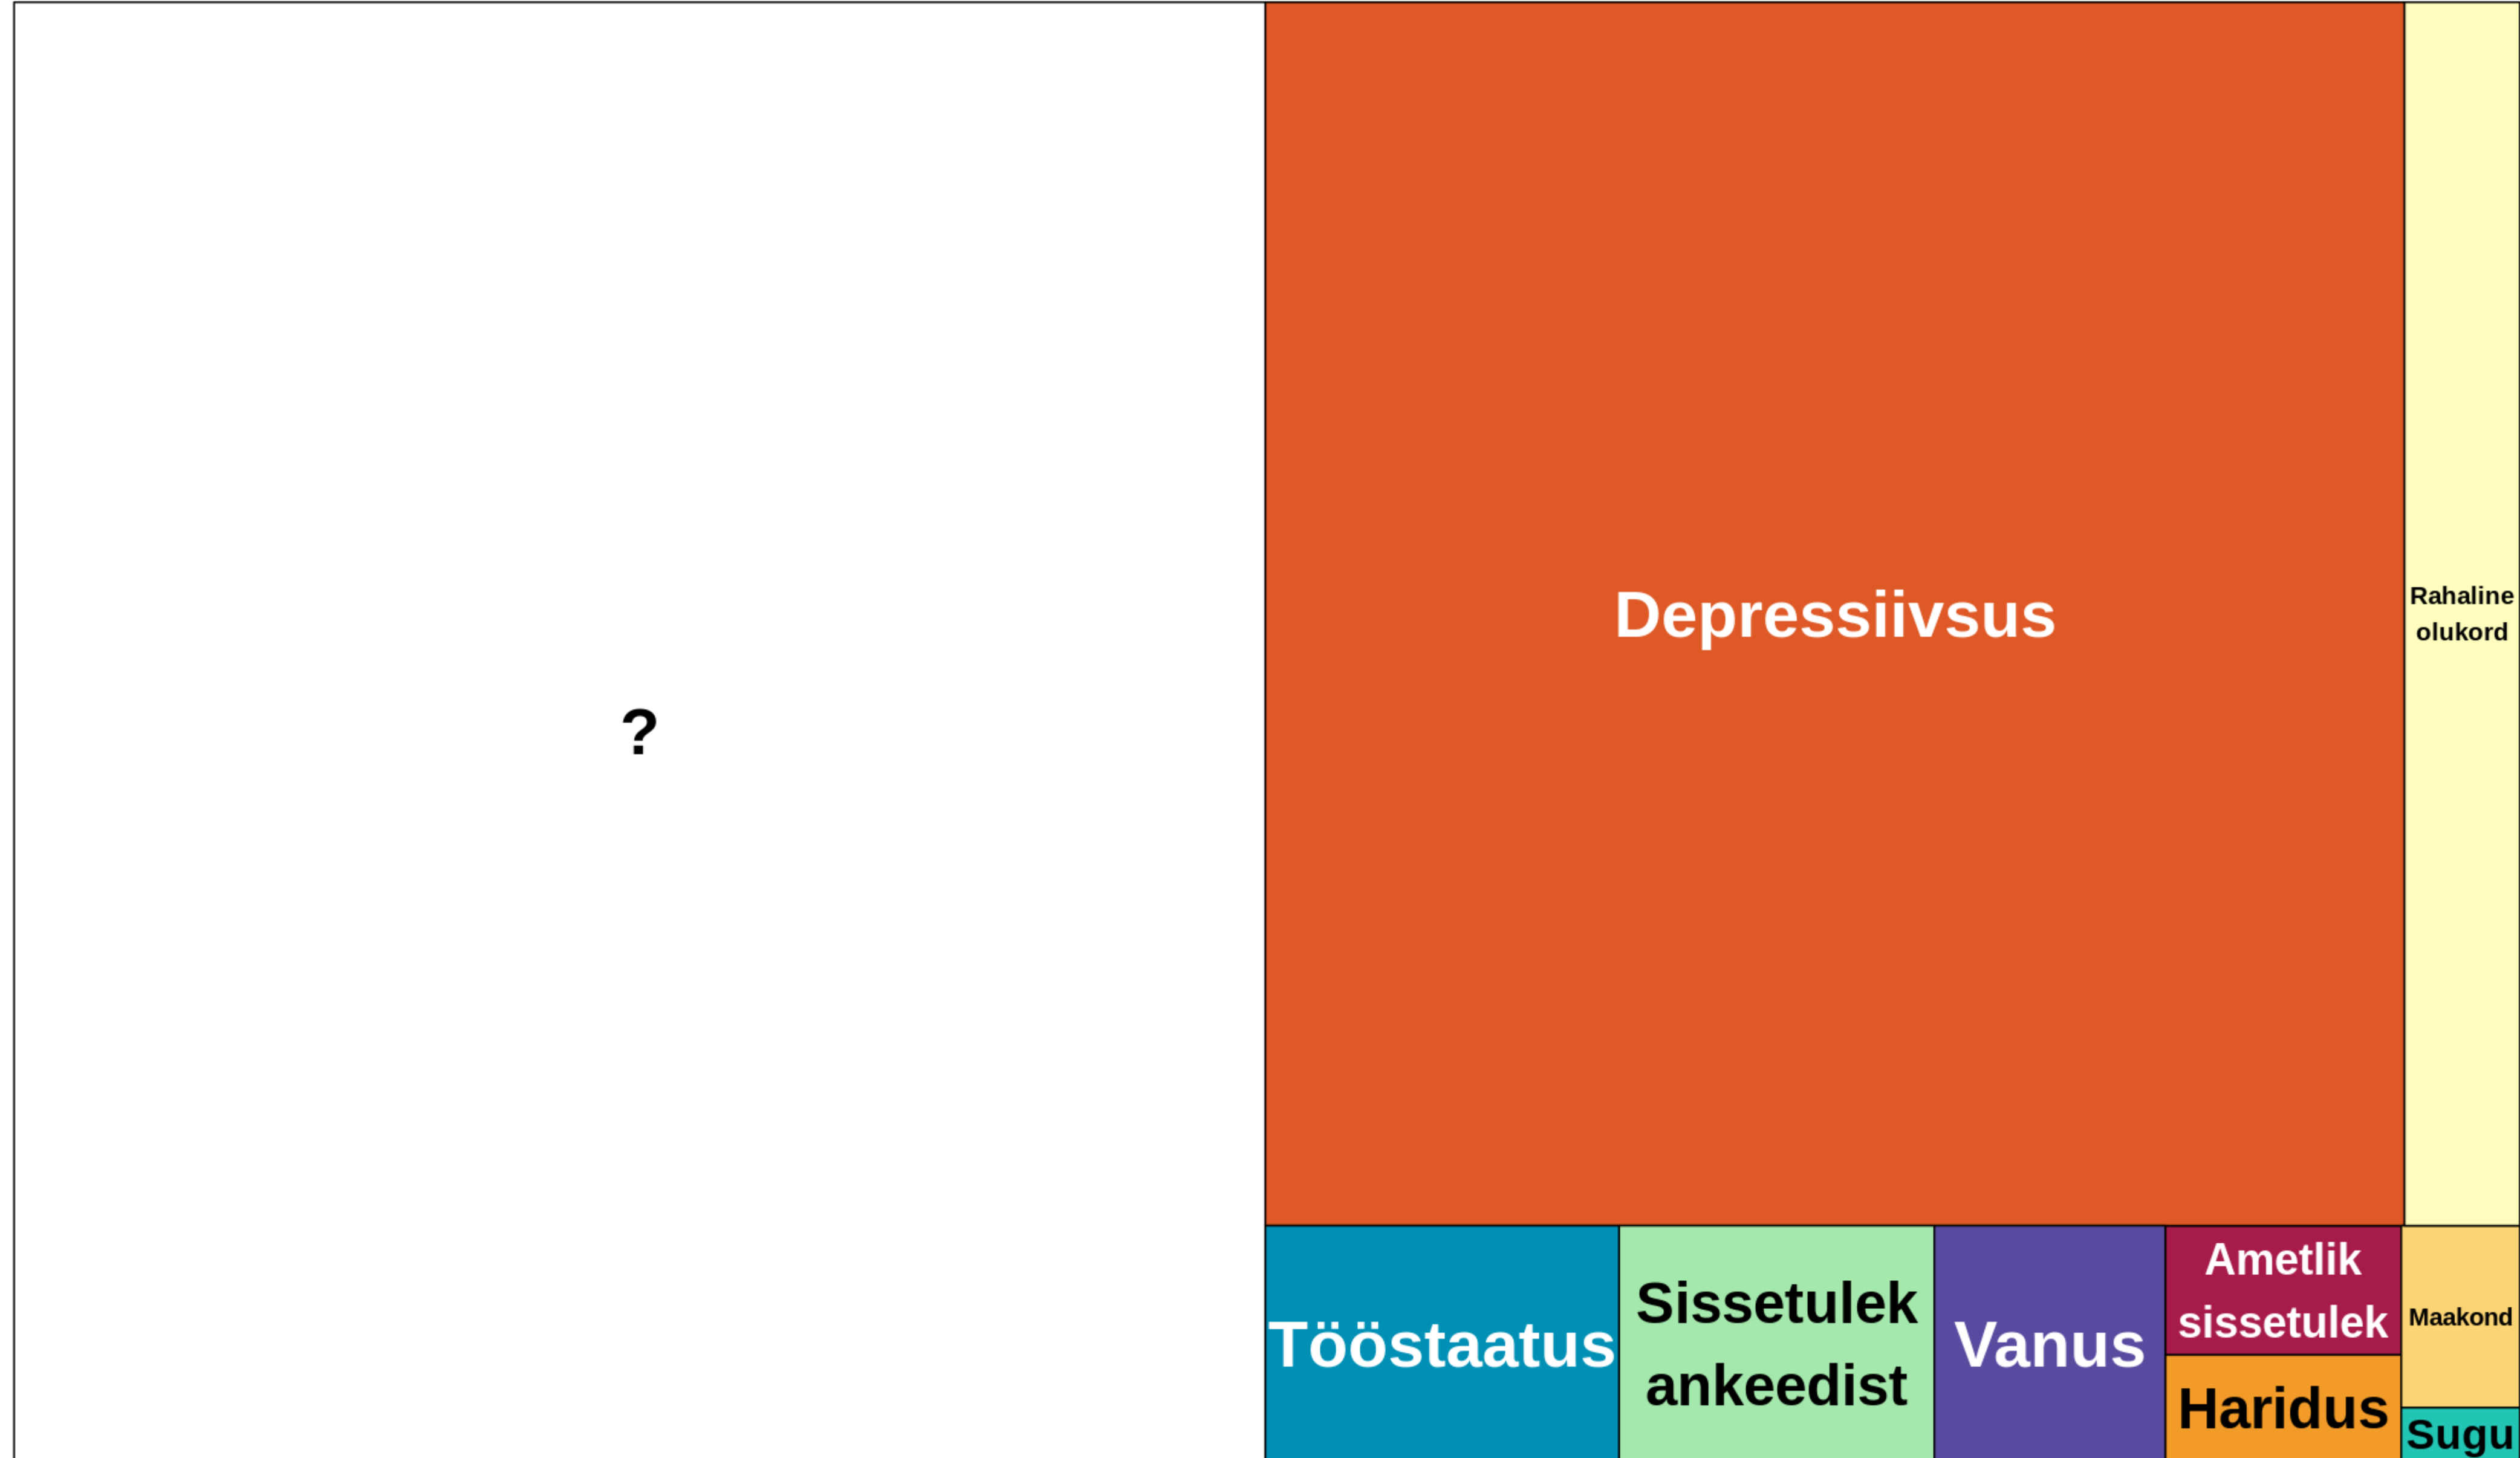 ?
Depressiivsus
Rahaline
olukord
Tööstaatus
Sissetulek
ankeedist
Vanus
Ametlik
sissetulek
Haridus
Maakond
Sugu